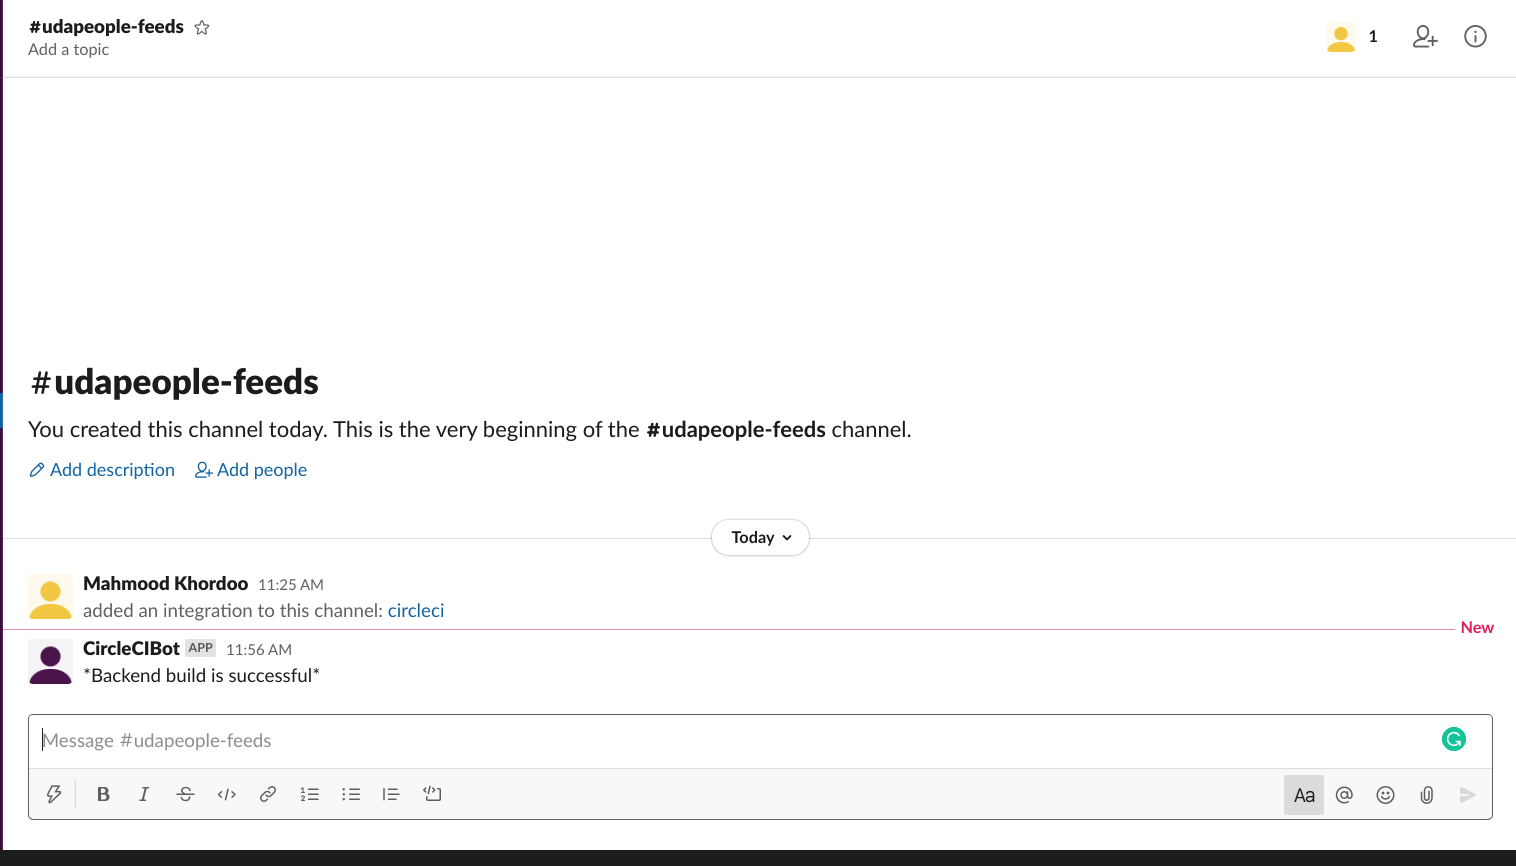 #udapeople-feeds
Add a topic
1
#udapeople-feeds
You created this channel today. This is the very beginning of the #udapeople-feeds channel.
Add description Add people
Today
Mahmood Khordoo 11:25 AM
added an integration to this channel: circleci
New
CircleCIBot APP 11:56 AM
*Backend build is successful*
Message #udapeople-feeds
B I S </> Aa @